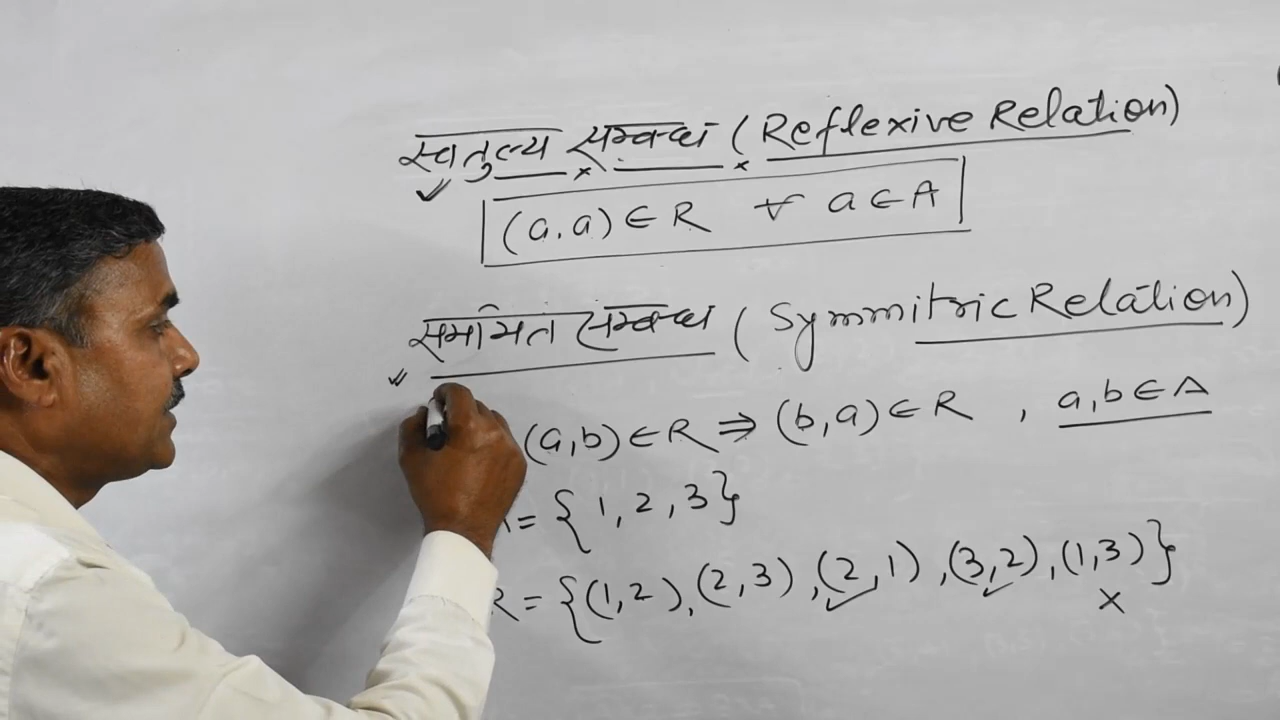 स्वतुल्य सम्बन्ध (Reflexive Relation)
(a,a) ∈ R ∀ a ∈ A
सममित सम्बन्ध (Symmitric Relation)
(a,b) ∈ R ⇒ (b,a) ∈ R , a,b ∈ A
= {1,2,3}
R = {(1,2),(2,3),(2,1),(3,2),(1,3)}